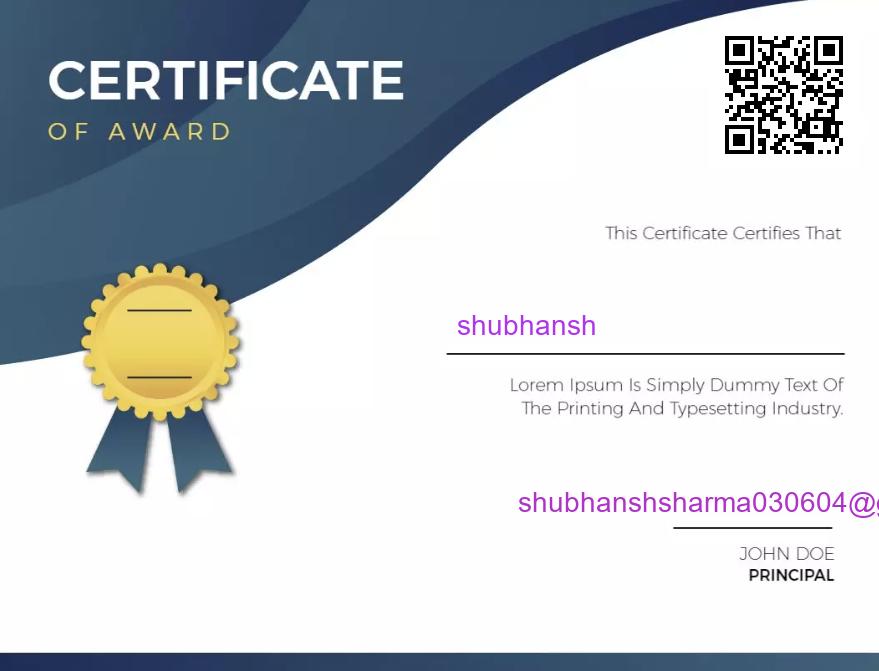 CERTIFICATE
OF AWARD
This Certificate Certifies That
shubhansh
Lorem Ipsum Is Simply Dummy Text Of
The Printing And Typesetting Industry.
shubhanshsharma030604@
JOHN DOE
PRINCIPAL